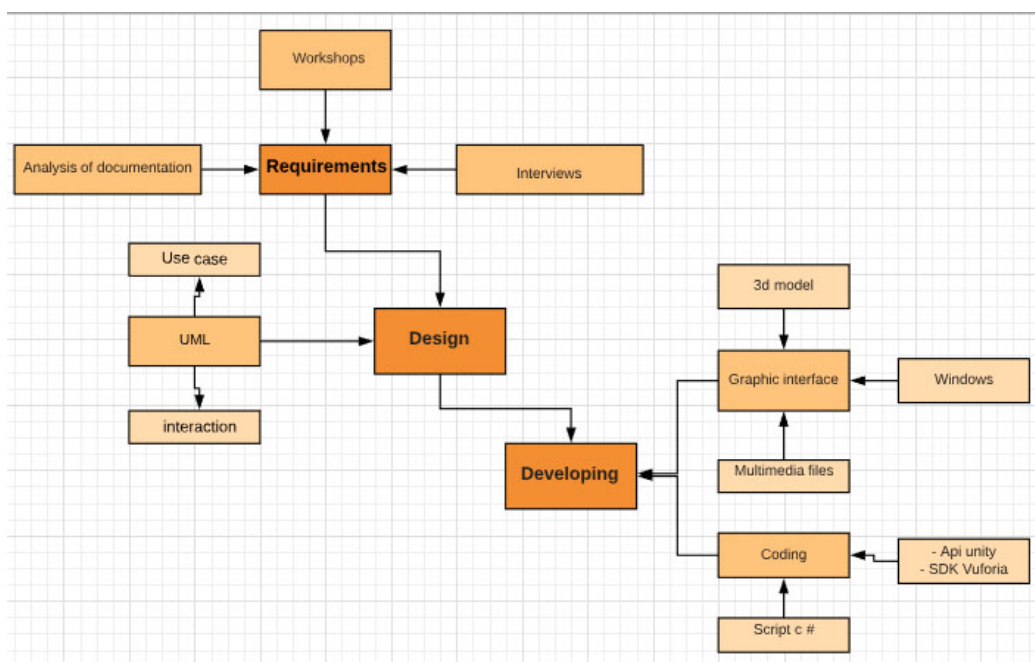 Workshops
Analysis of documentation
Requirements
Interviews
Use case
UML
interaction
Design
3d model
Graphic interface
Windows
Multimedia files
Developing
Coding
- Api unity
- SDK Vuforia
Script c #